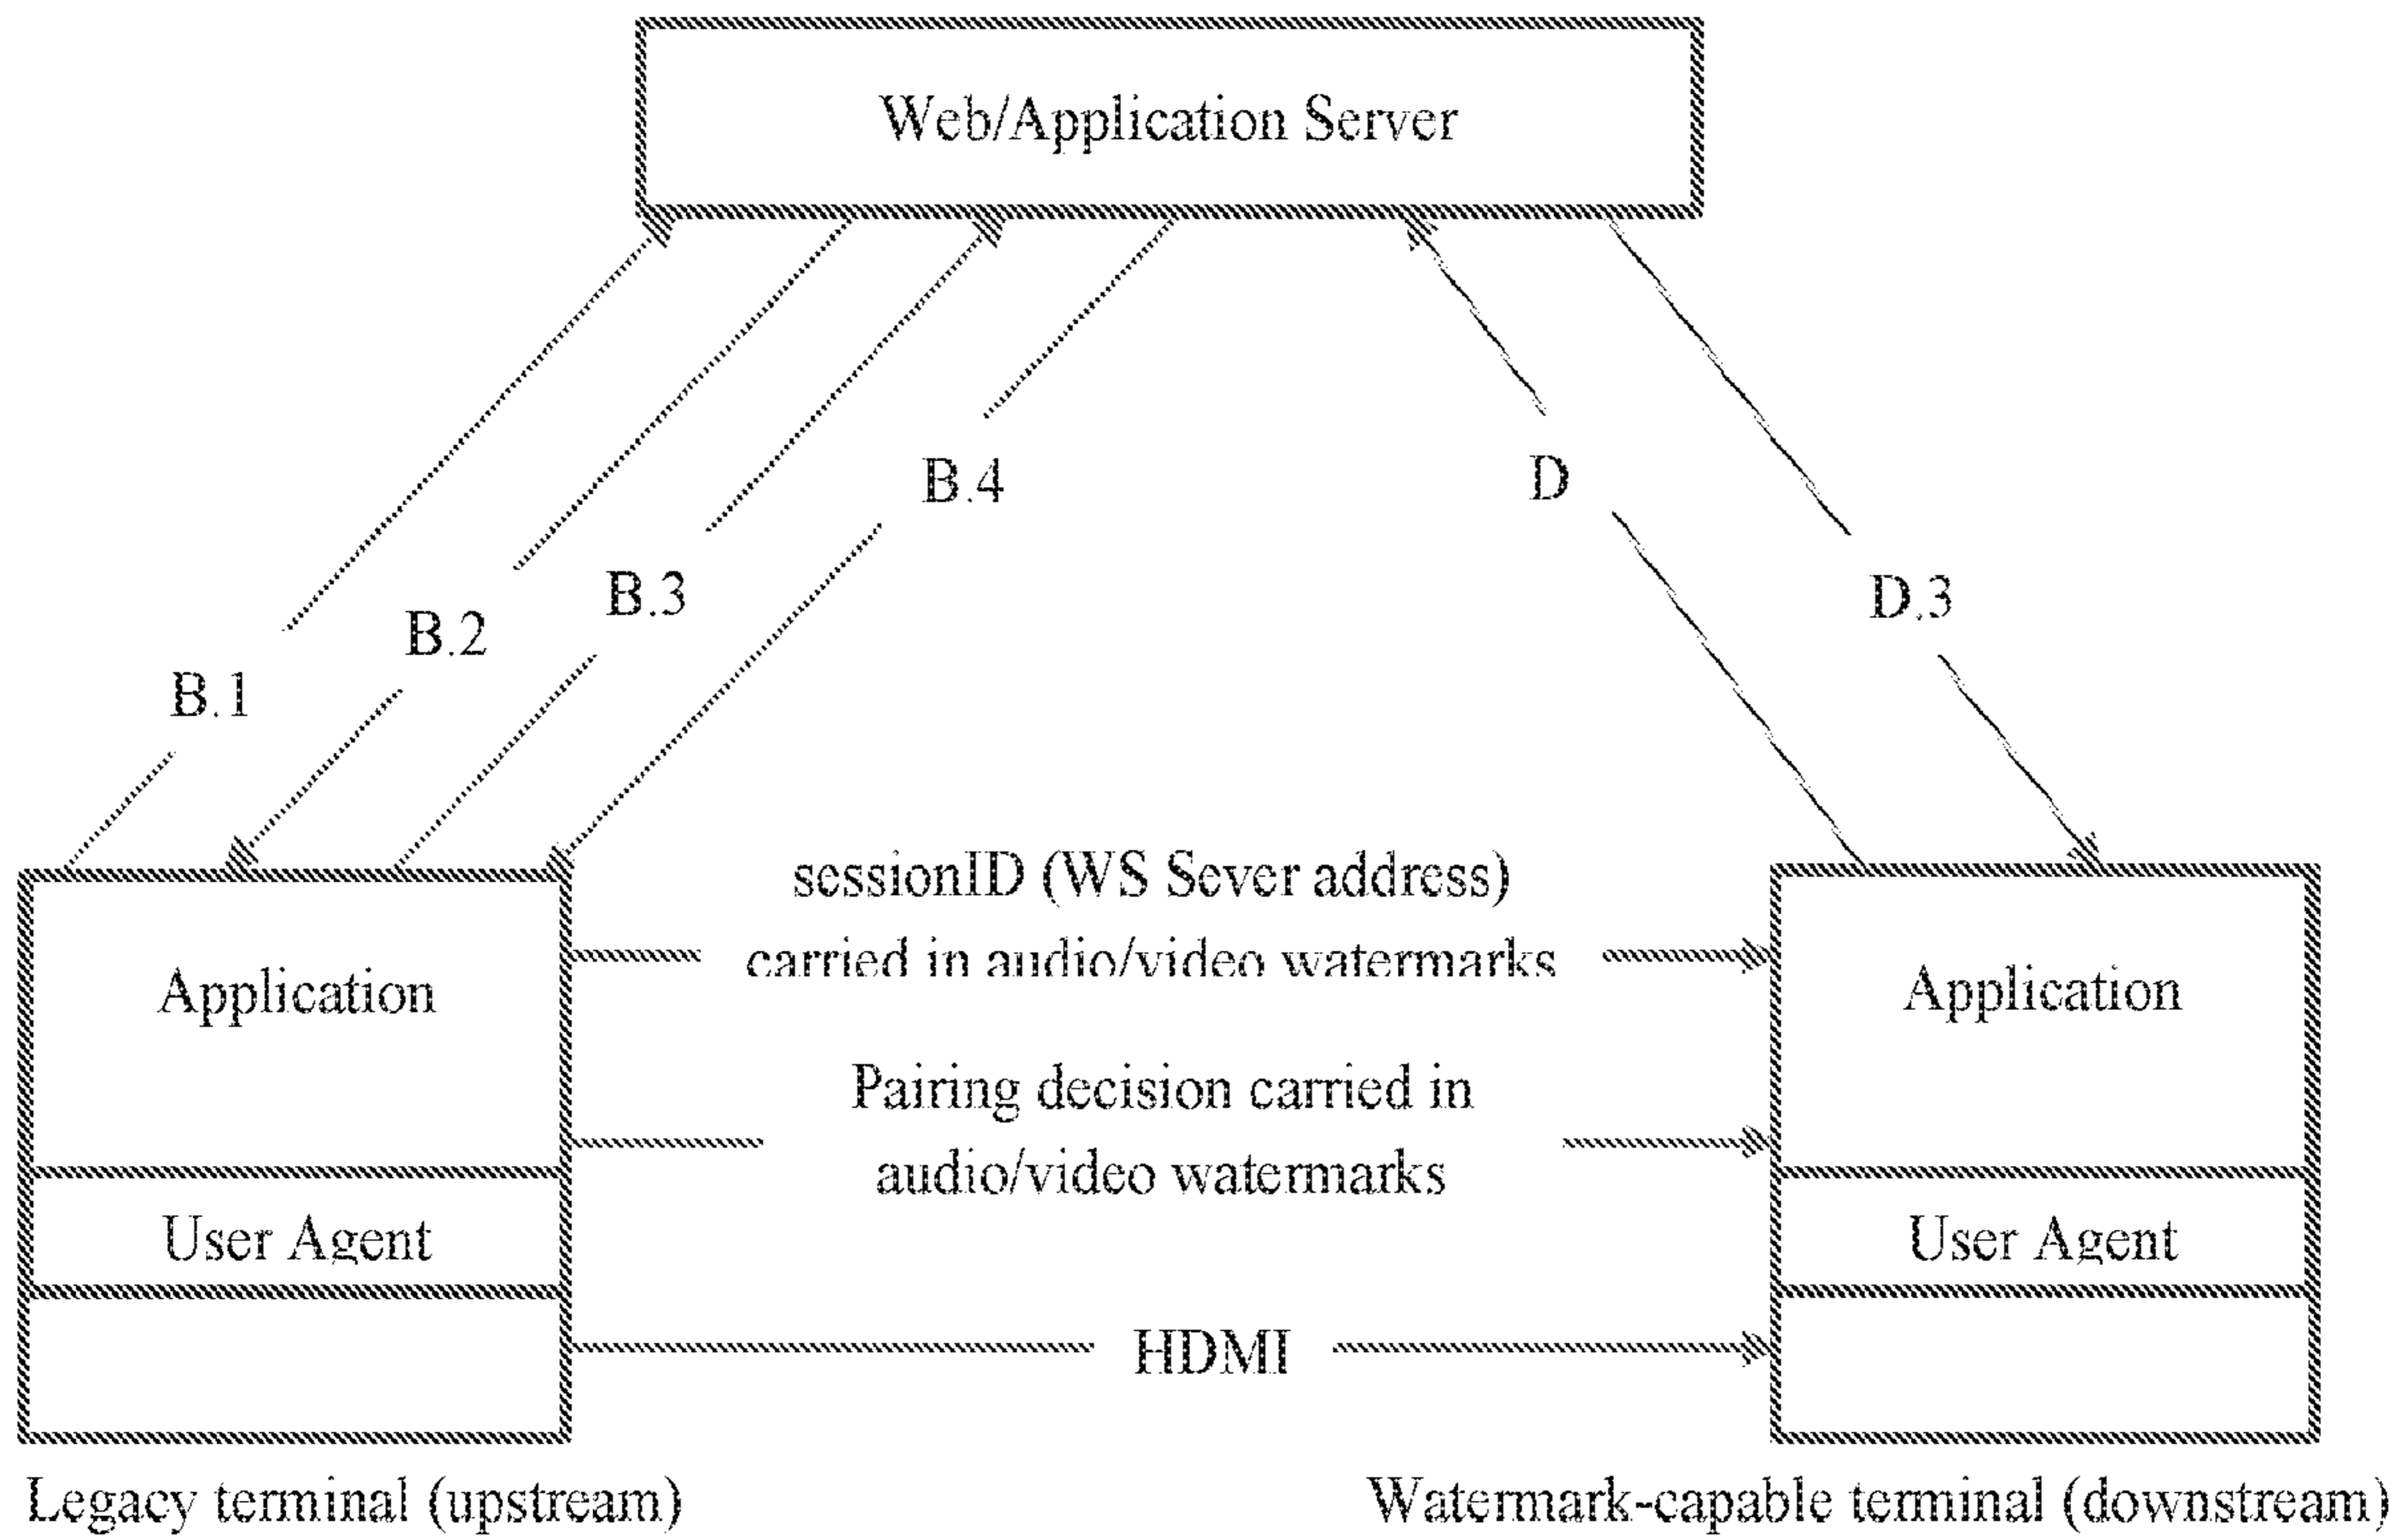 Web/Application Server
B.4
D
B.3
D.3
B.2
B.1
sessionID (WS Sever address)
carried in audio/video watermarks
Application
Application
Pairing decision carried in
audio/video watermarks
User Agent
User Agent
HDMI
Legacy terminal (upstream)
Watermark-capable terminal (downstream)